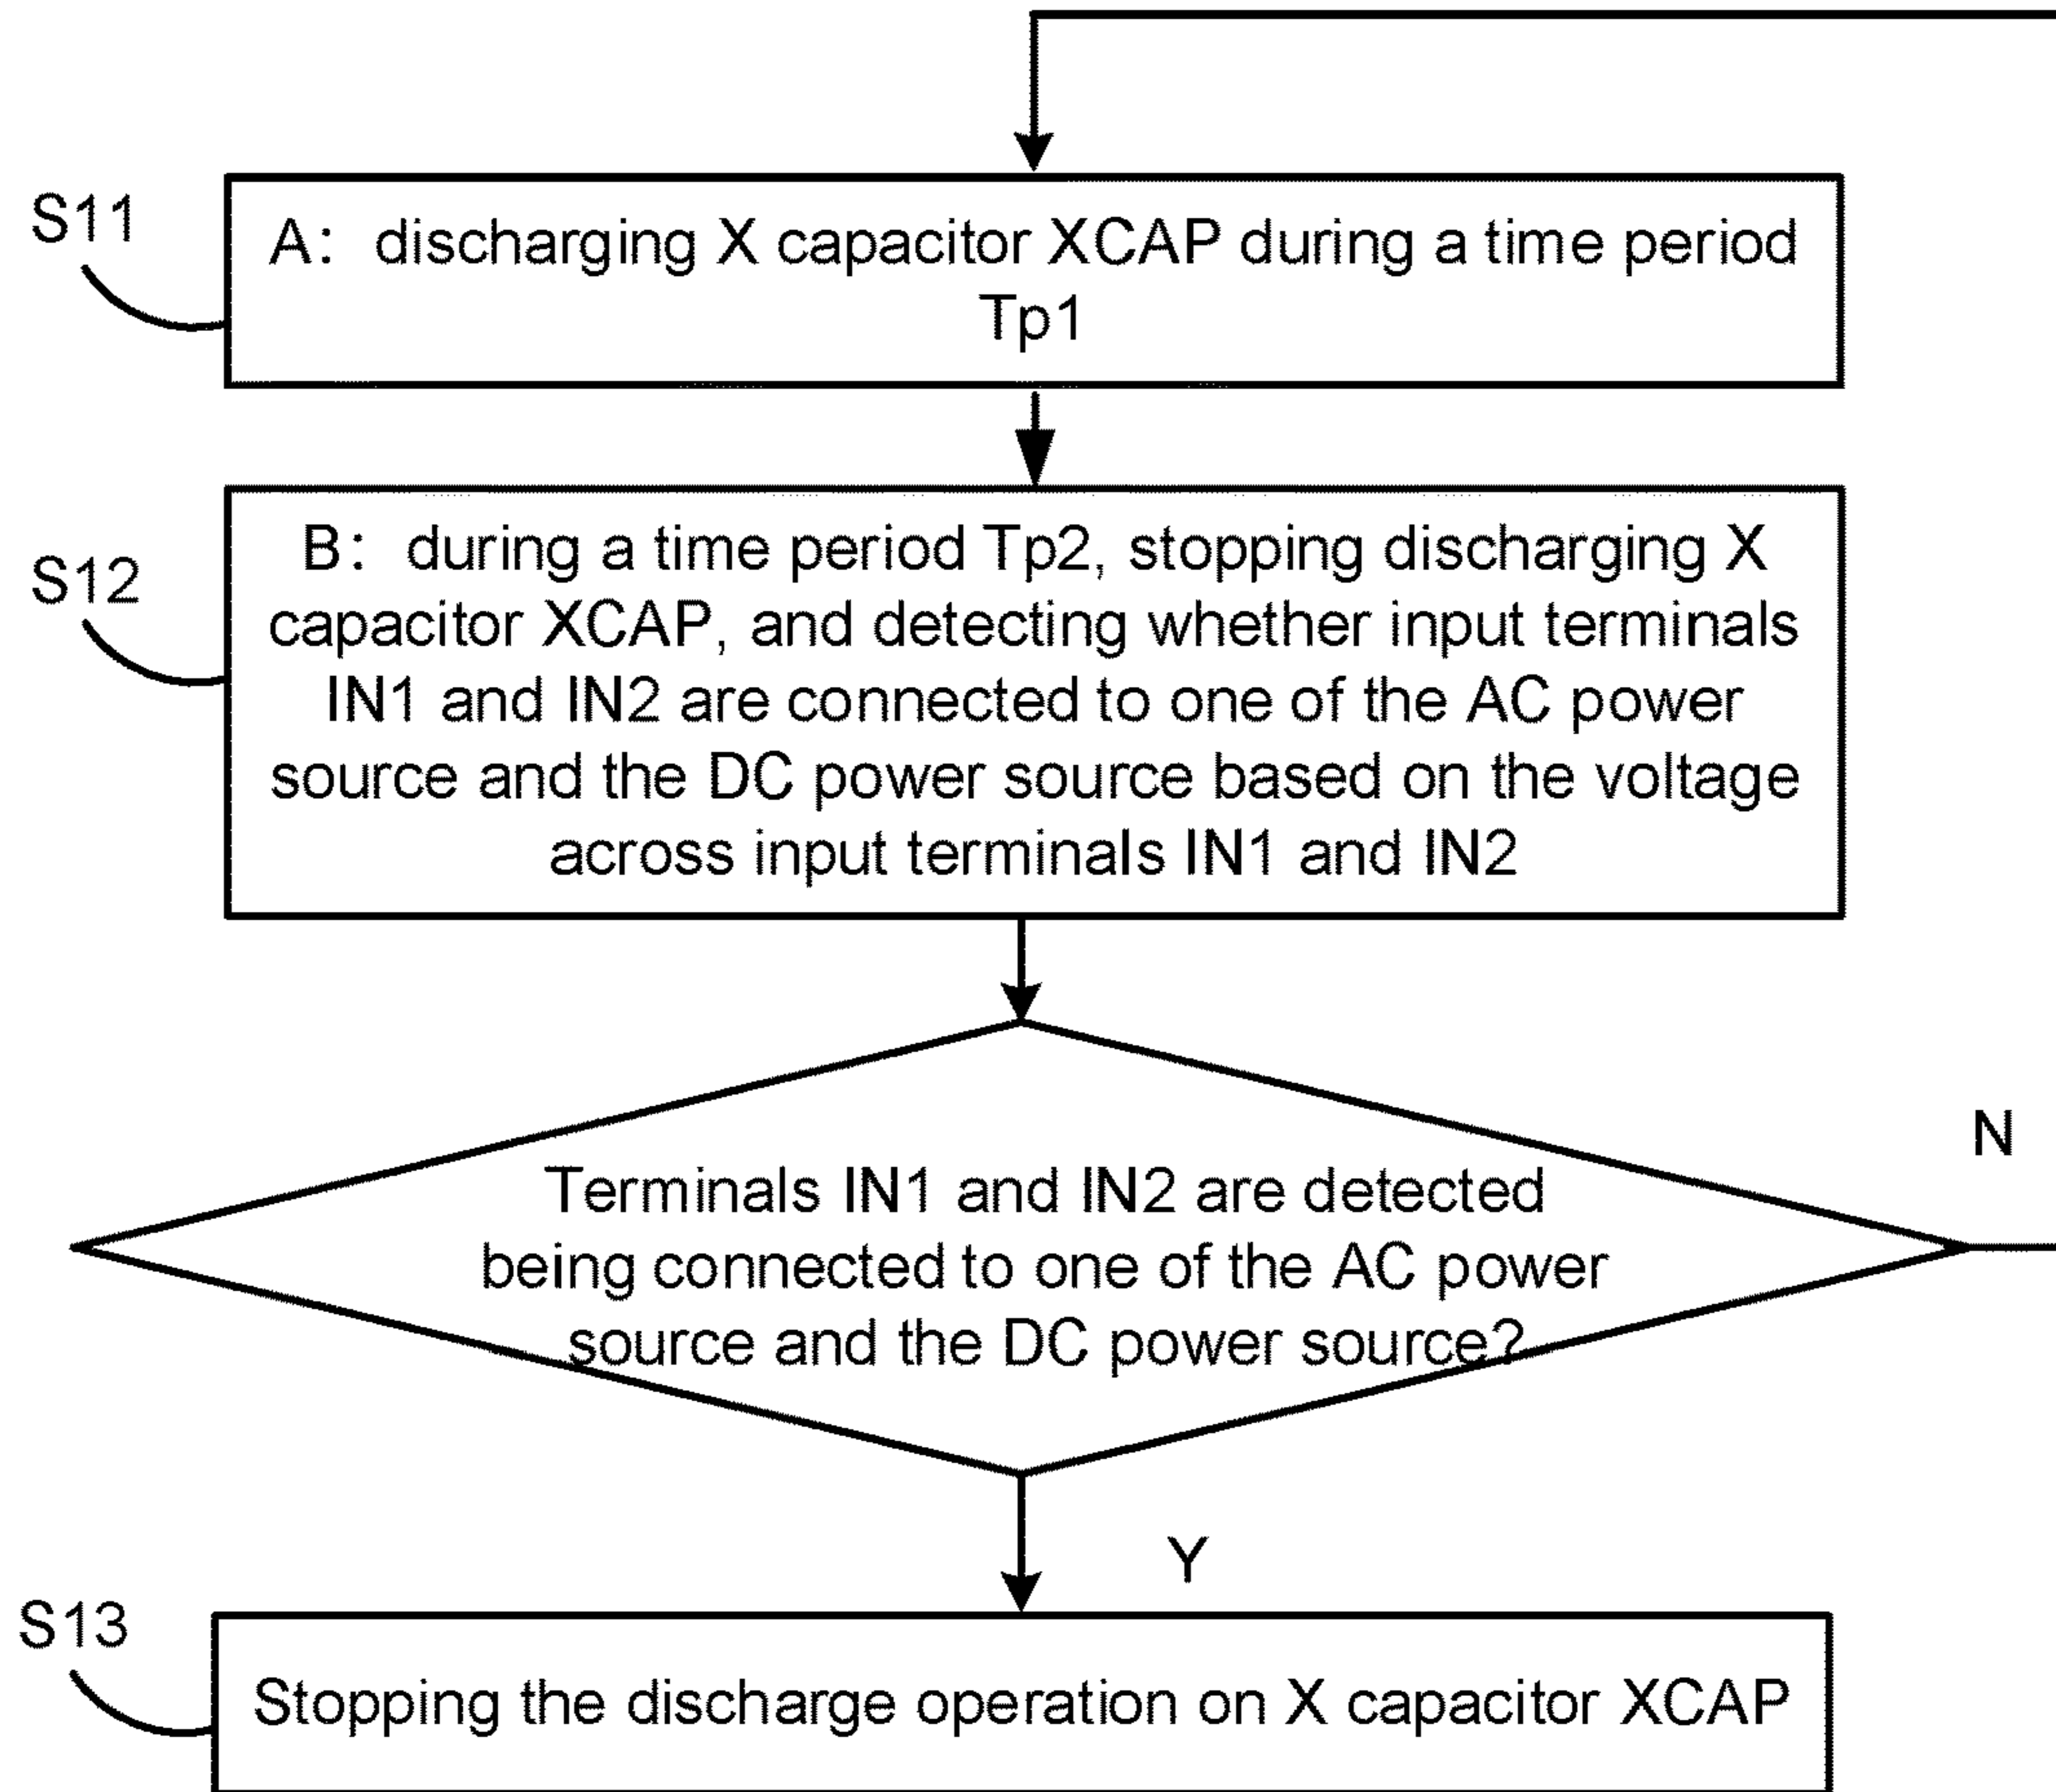 S11
A: discharging X capacitor XCAP during a time period
Tp1
S12
B: during a time period Tp2, stopping discharging X
capacitor XCAP, and detecting whether input terminals
IN1 and IN2 are connected to one of the AC power
source and the DC power source based on the voltage
across input terminals IN1 and IN2
N
Terminals IN1 and IN2 are detected
being connected to one of the AC power
source and the DC power source?
Y
S13
Stopping the discharge operation on X capacitor XCAP